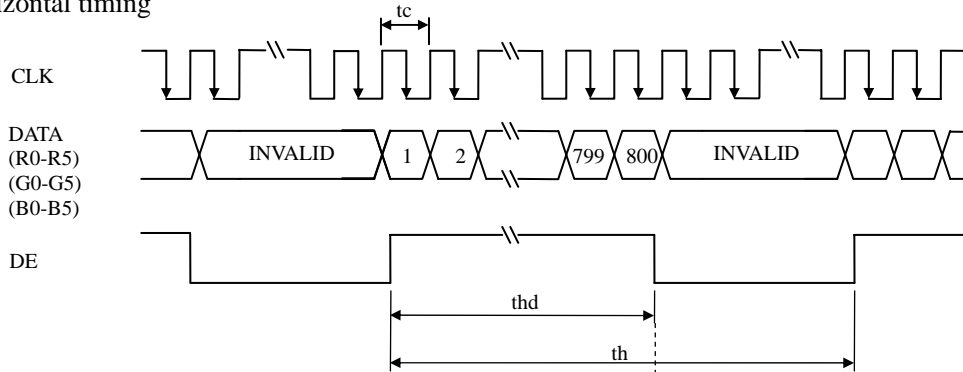 izontal timing
tc
CLK
DATA
(R0-R5)
(G0-G5)
(B0-B5)
INVALID
1
2
799
800
INVALID
DE
thd
th